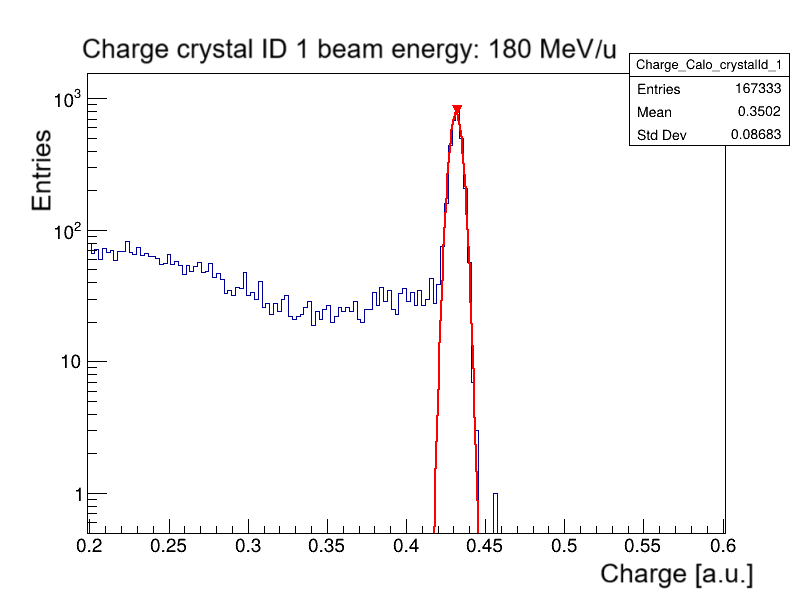 Charge crystal ID 1 beam energy: 180 MeV/u
Charge_Calo_crystalId_1
Entries 167333
Mean 0.3502
Std Dev 0.08683
Entries
10³
10²
10
1
0.2 0.25 0.3 0.35 0.4 0.45 0.5 0.55 0.6
Charge [a.u.]